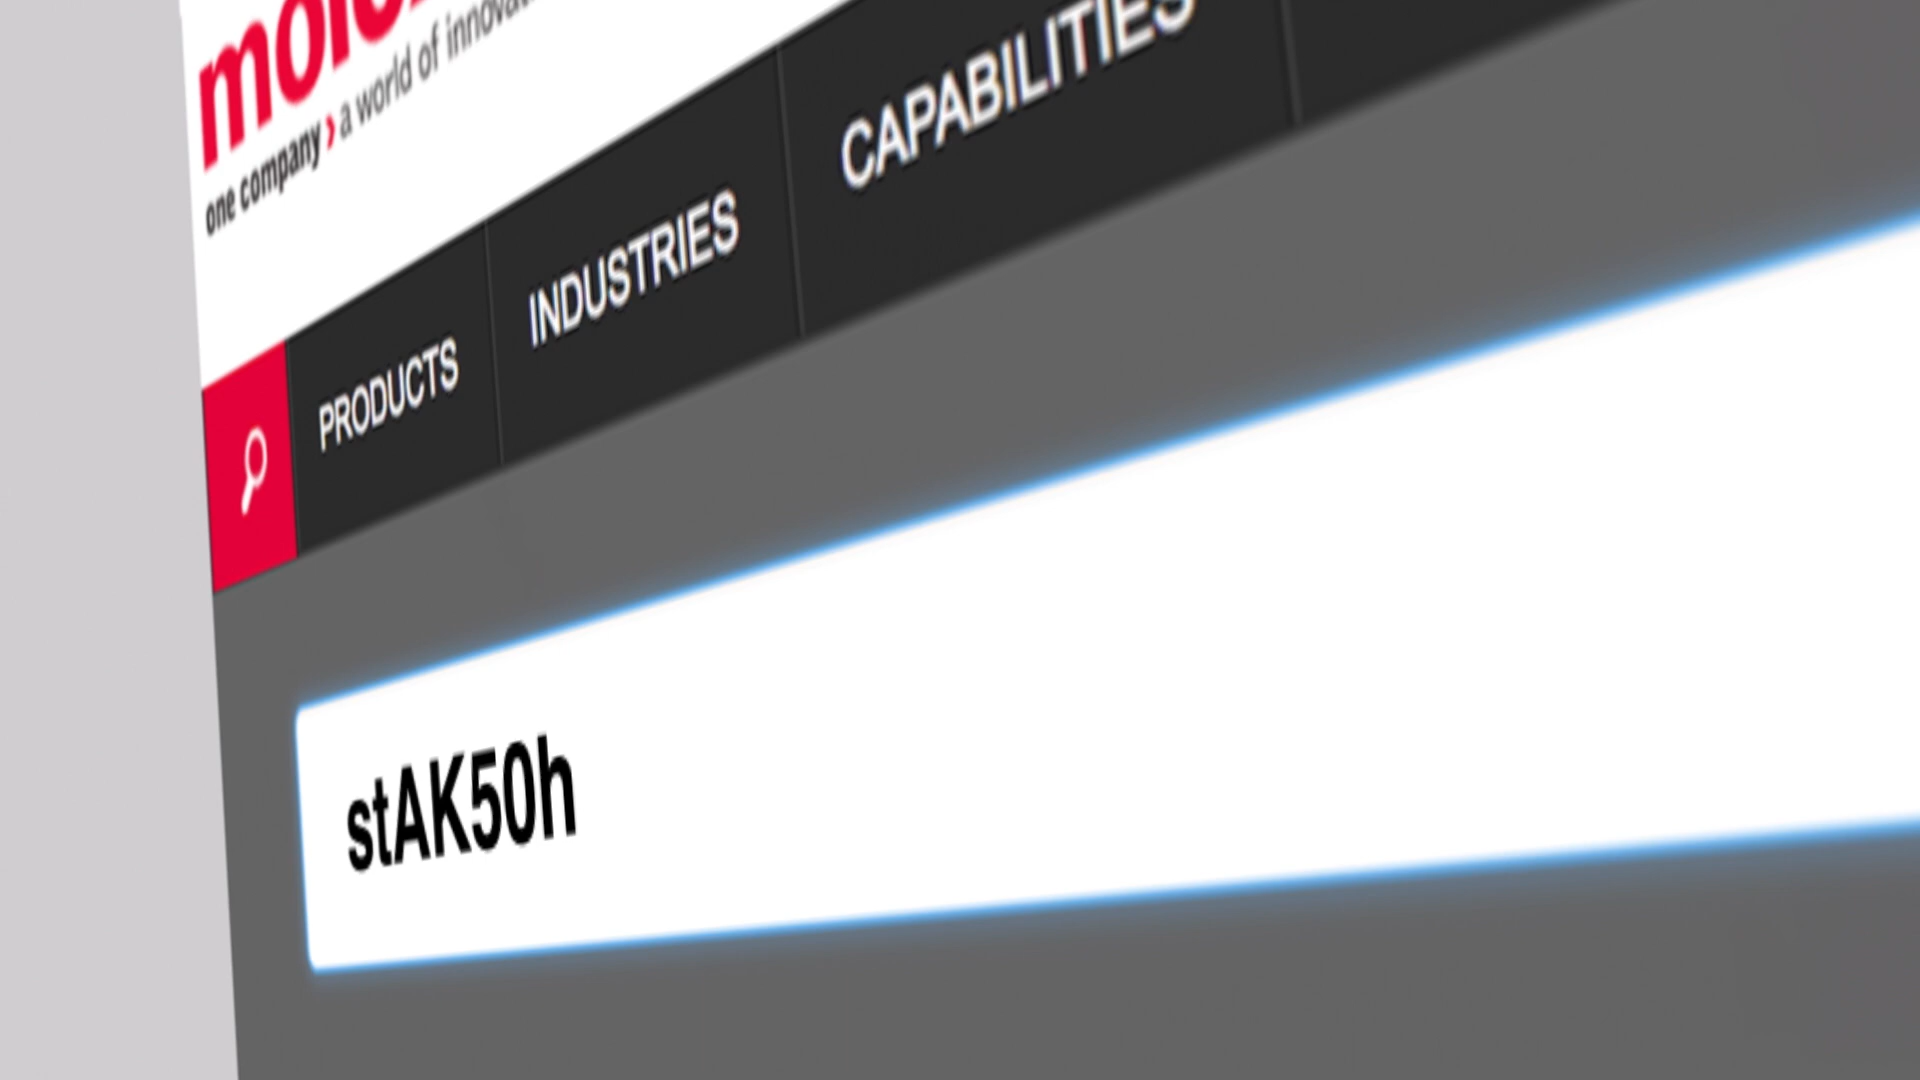 one company › a world of
PRODUCTS
INDUSTRIES
CAPABILITIES
stAK50h